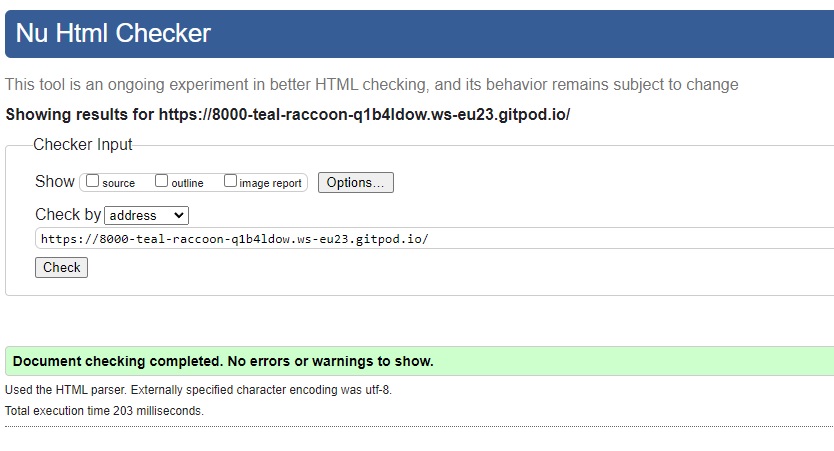 Nu Html Checker
This tool is an ongoing experiment in better HTML checking, and its behavior remains subject to change
Showing results for https://8000-teal-raccoon-q1b4ldow.ws-eu23.gitpod.io/
Checker Input
Show source outline image report Options...
Check by address
https://8000-teal-raccoon-q1b4ldow.ws-eu23.gitpod.io/
Check
Document checking completed. No errors or warnings to show.
Used the HTML parser. Externally specified character encoding was utf-8.
Total execution time 203 milliseconds.